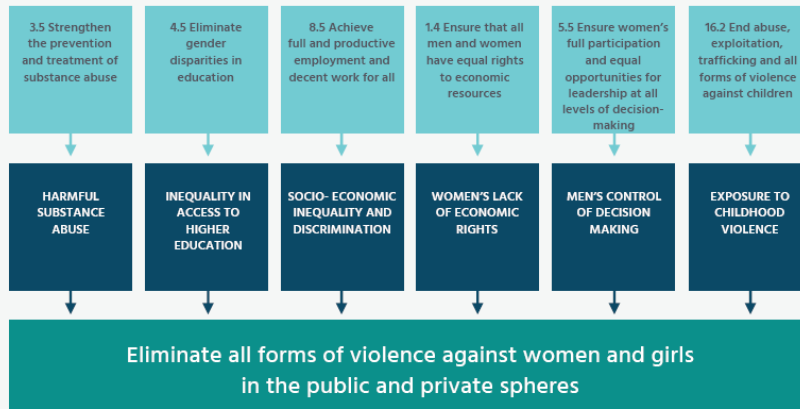 3.5 Strengthen
the prevention
and treatment of
substance abuse
4.5 Eliminate
gender
disparities in
education
8.5 Achieve
full and productive
employment and
decent work for all
1.4 Ensure that all
men and women
have equal rights
to economic
resources
5.5 Ensure women's
full participation
and equal
opportunities for
leadership at all
levels of decision-
making
16.2 End abuse,
exploitation,
trafficking and all
forms of violence
against children
HARMFUL
SUBSTANCE
ABUSE
INEQUALITY IN
ACCESS TO
HIGHER
EDUCATION
SOCIO- ECONOMIC
INEQUALITY AND
DISCRIMINATION
WOMEN'S LACK
OF ECONOMIC
RIGHTS
MEN'S CONTROL
OF DECISION
MAKING
EXPOSURE TO
CHILDHOOD
VIOLENCE
Eliminate all forms of violence against women and girls
in the public and private spheres